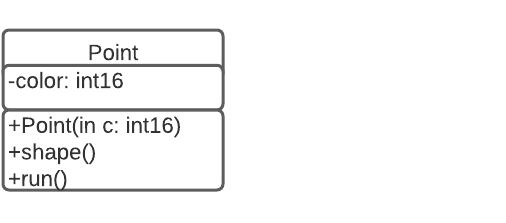 Point
-color: int16
+Point(in c: int16)
+shape()
+run()